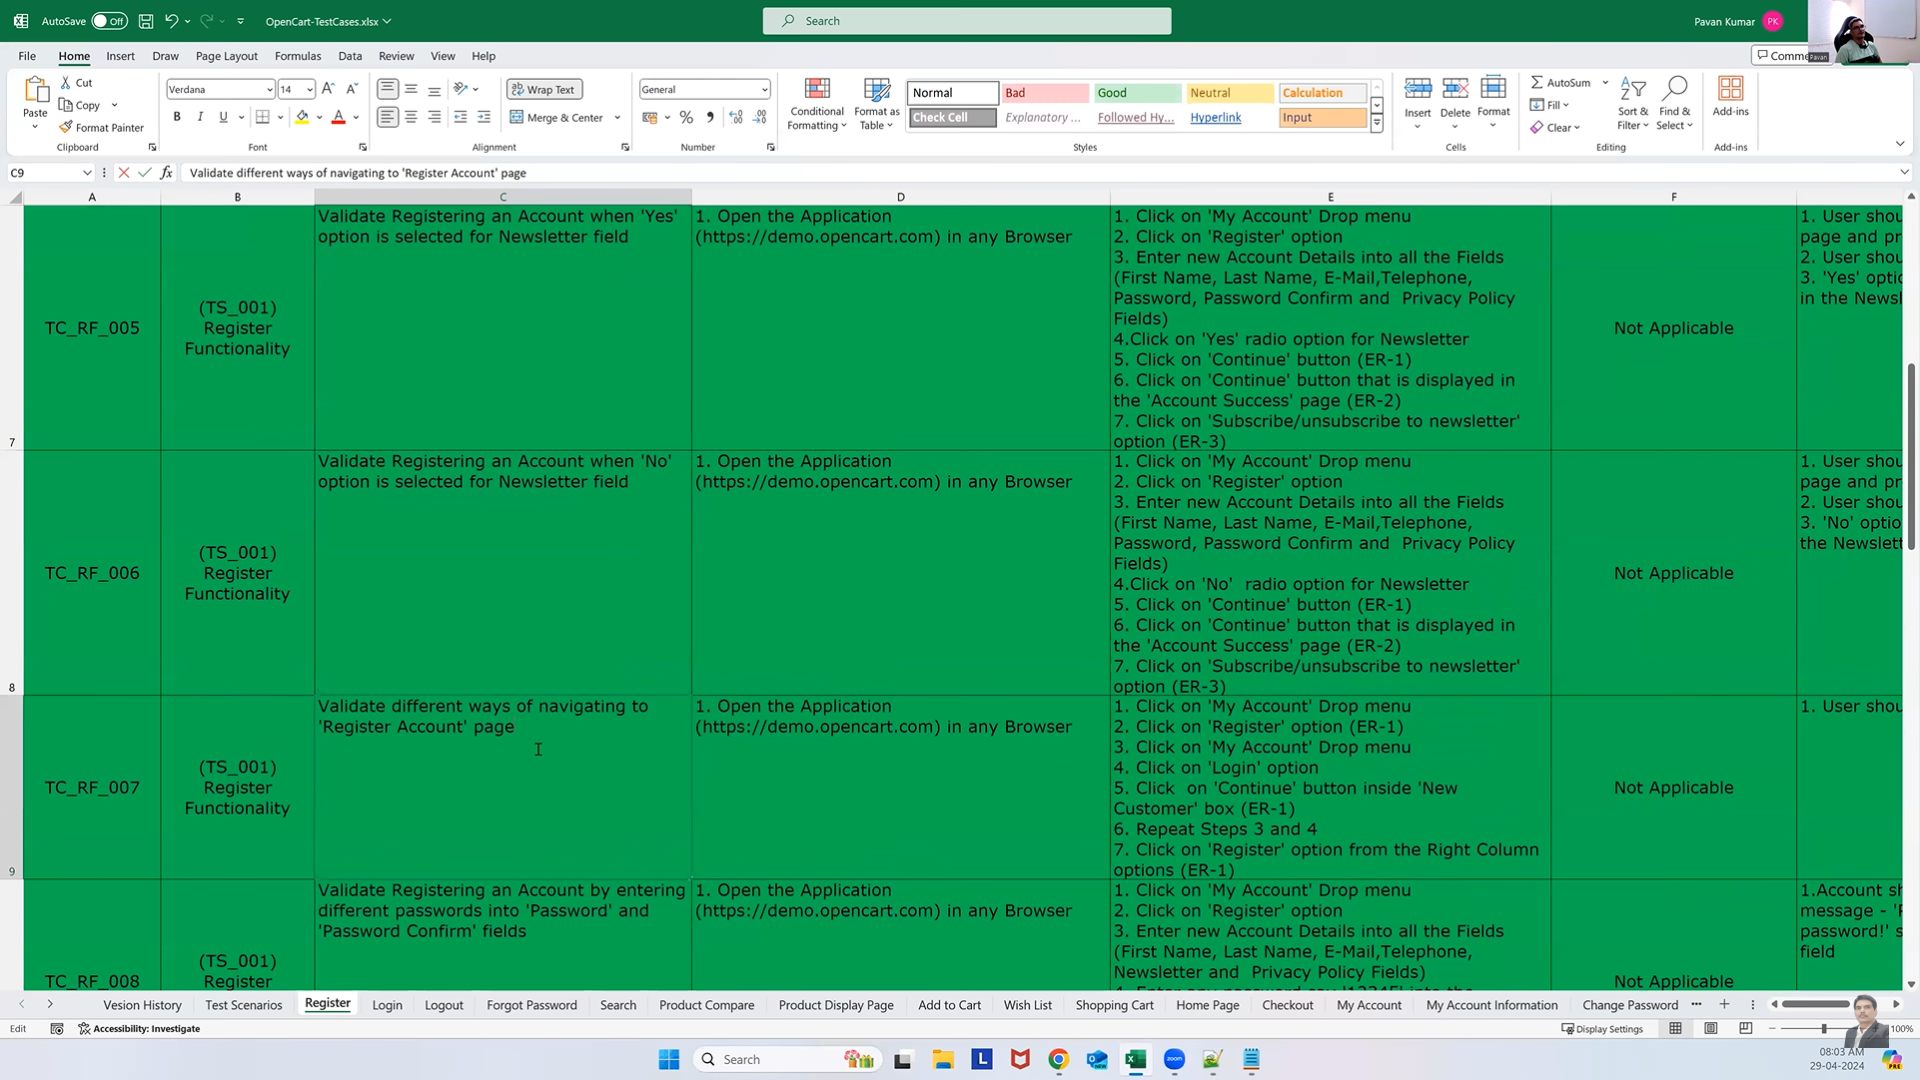 AutoSave Off OpenCart-TestCases.xlsx Search Pavan Kumar PK
File Home Insert Draw Page Layout Formulas Data Review View Help Comme
Pavan
Paste Cut Copy Format Painter Clipboard
Verdana 14 B I U A Font
Wrap Text Merge & Center Alignment
General % Number
Conditional Formatting Format as Table
Normal Bad Good Neutral Calculation
Check Cell Explanatory ... Followed Hy... Hyperlink Input
Styles
Insert Delete Format Cells
AutoSum Fill Clear Sort & Filter Find & Select Editing
Add-ins Add-ins
C9 fx Validate different ways of navigating to 'Register Account' page
A B C D E F
7
TC_RF_005
(TS_001)
Register
Functionality
Validate Registering an Account when 'Yes'
option is selected for Newsletter field
1. Open the Application
(https://demo.opencart.com) in any Browser
1. Click on 'My Account' Drop menu
2. Click on 'Register' option
3. Enter new Account Details into all the Fields
(First Name, Last Name, E-Mail,Telephone,
Password, Password Confirm and  Privacy Policy
Fields)
4.Click on 'Yes' radio option for Newsletter
5. Click on 'Continue' button (ER-1)
6. Click on 'Continue' button that is displayed in
the 'Account Success' page (ER-2)
7. Click on 'Subscribe/unsubscribe to newsletter'
option (ER-3)
Not Applicable
1. User shou
page and pr
2. User shou
3. 'Yes' optio
in the Newsl
8
TC_RF_006
(TS_001)
Register
Functionality
Validate Registering an Account when 'No'
option is selected for Newsletter field
1. Open the Application
(https://demo.opencart.com) in any Browser
1. Click on 'My Account' Drop menu
2. Click on 'Register' option
3. Enter new Account Details into all the Fields
(First Name, Last Name, E-Mail,Telephone,
Password, Password Confirm and  Privacy Policy
Fields)
4.Click on 'No'  radio option for Newsletter
5. Click on 'Continue' button (ER-1)
6. Click on 'Continue' button that is displayed in
the 'Account Success' page (ER-2)
7. Click on 'Subscribe/unsubscribe to newsletter'
option (ER-3)
Not Applicable
1. User shou
page and pr
2. User shou
3. 'No' optio
the Newslett
9
TC_RF_007
(TS_001)
Register
Functionality
Validate different ways of navigating to
'Register Account' page
1. Open the Application
(https://demo.opencart.com) in any Browser
1. Click on 'My Account' Drop menu
2. Click on 'Register' option (ER-1)
3. Click on 'My Account' Drop menu
4. Click on 'Login' option
5. Click  on 'Continue' button inside 'New
Customer' box (ER-1)
6. Repeat Steps 3 and 4
7. Click on 'Register' option from the Right Column
options (ER-1)
Not Applicable
1. User shou
TC_RF_008
(TS_001)
Register
Validate Registering an Account by entering
different passwords into 'Password' and
'Password Confirm' fields
1. Open the Application
(https://demo.opencart.com) in any Browser
1. Click on 'My Account' Drop menu
2. Click on 'Register' option
3. Enter new Account Details into all the Fields
(First Name, Last Name, E-Mail,Telephone,
Newsletter and  Privacy Policy Fields)
Not Applicable
1.Account sh
message - 'P
password!' s
field
Vesion History Test Scenarios Register Login Logout Forgot Password Search Product Compare Product Display Page Add to Cart Wish List Shopping Cart Home Page Checkout My Account My Account Information Change Password
Edit Accessibility: Investigate Display Settings 100%
Search
08:03 AM
29-04-2024